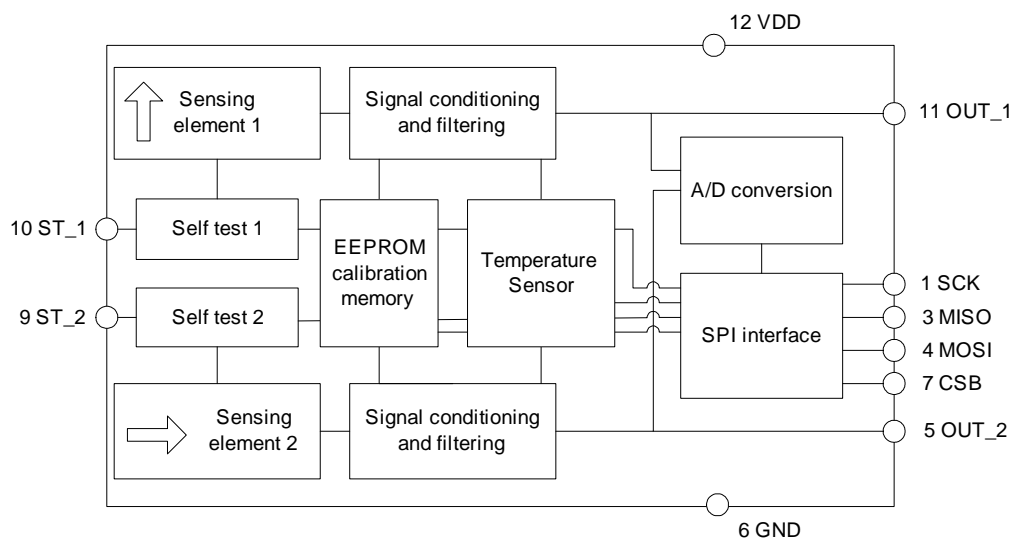 12 VDD
Sensing
element 1
Signal conditioning
and filtering
11 OUT_1
A/D conversion
10 ST_1
Self test 1
EEPROM
calibration
memory
Temperature
Sensor
9 ST_2
Self test 2
SPI interface
1 SCK
3 MISO
4 MOSI
7 CSB
Sensing
element 2
Signal conditioning
and filtering
5 OUT_2
6 GND